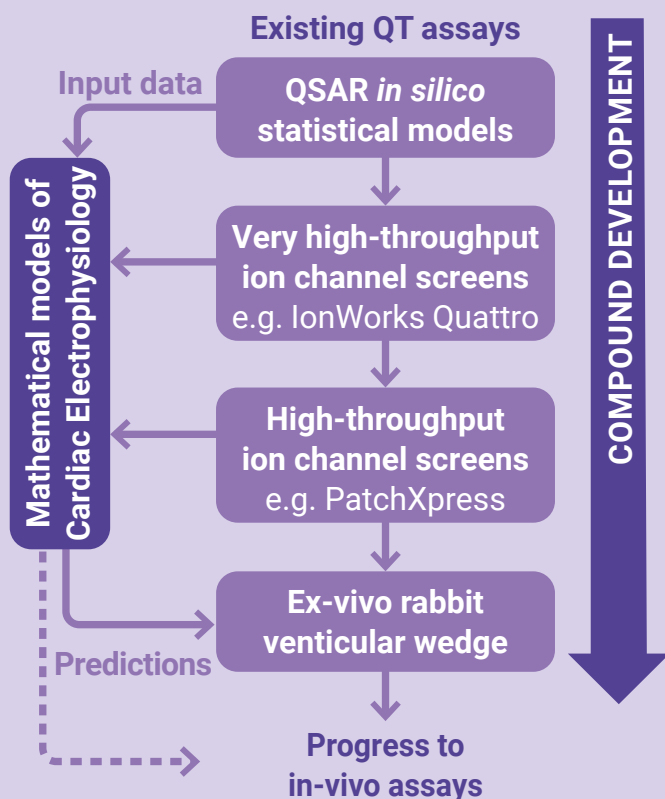 Existing QT assays
Input data
QSAR in silico
statistical models
Mathematical models of
Cardiac Electrophysiology
Very high-throughput
ion channel screens
e.g. IonWorks Quattro
High-throughput
ion channel screens
e.g. PatchXpress
Ex-vivo rabbit
venticular wedge
Predictions
Progress to
in-vivo assays
COMPOUND DEVELOPMENT